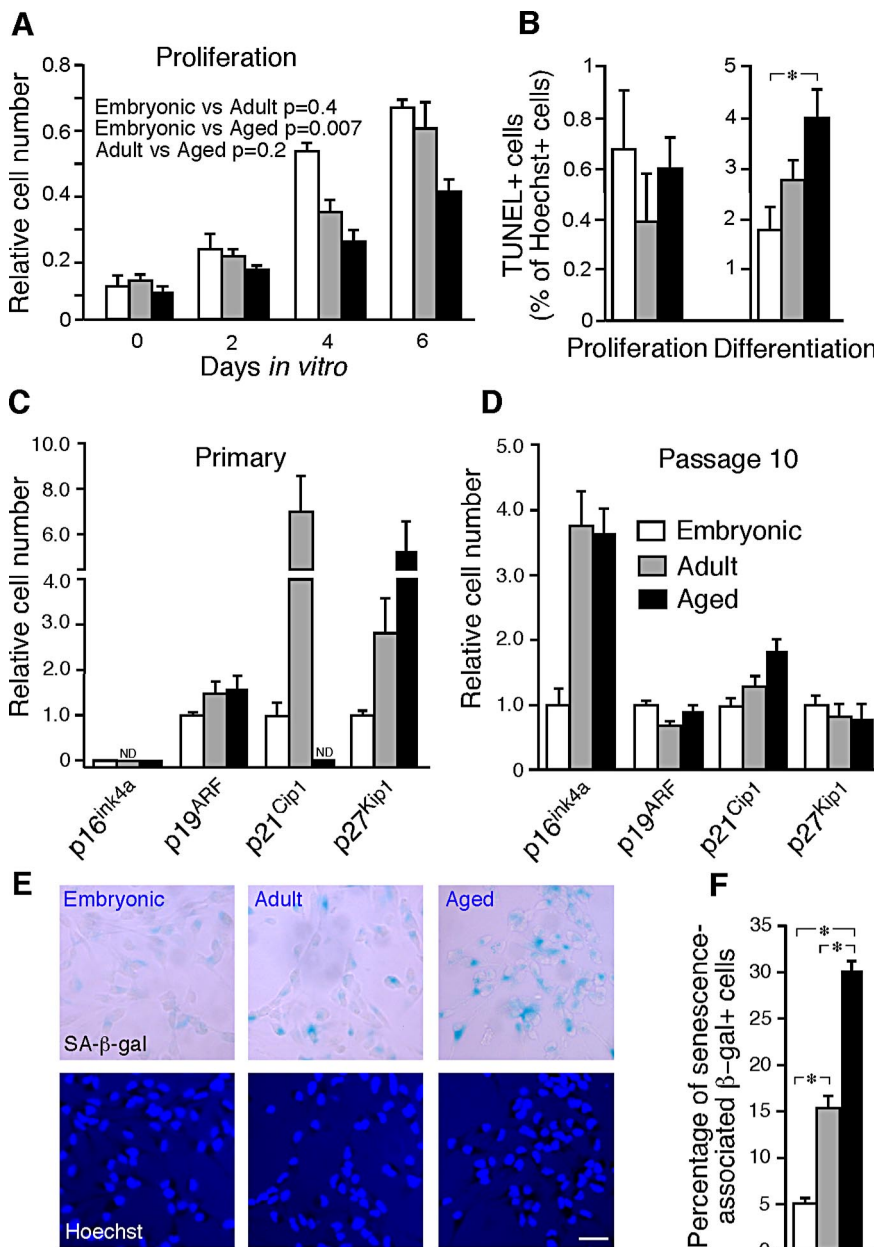 A
Proliferation
Relative cell number
0.8
0.6
0.4
0.2
0
Embryonic vs Adult p=0.4
Embryonic vs Aged p=0.007
Adult vs Aged p=0.2
0 2 4 6
Days in vitro
B
TUNEL+ cells
(% of Hoechst+ cells)
1
0.8
0.6
0.4
0.2
0
5
4
3
2
1
*
Proliferation Differentiation
C
Primary
Relative cell number
10.0
8.0
6.0
4.0
3.0
2.0
1.0
0
ND
ND
p16ink4a
p19ARF
p21Cip1
p27Kip1
D
Passage 10
Relative cell number
5.0
4.0
3.0
2.0
1.0
0
Embryonic
Adult
Aged
p16ink4a
p19ARF
p21Cip1
p27Kip1
E
Embryonic Adult Aged
SA-β-gal
Hoechst
F
Percentage of senescence-
associated β-gal+ cells
35
30
25
20
15
10
5
0
*
*
*